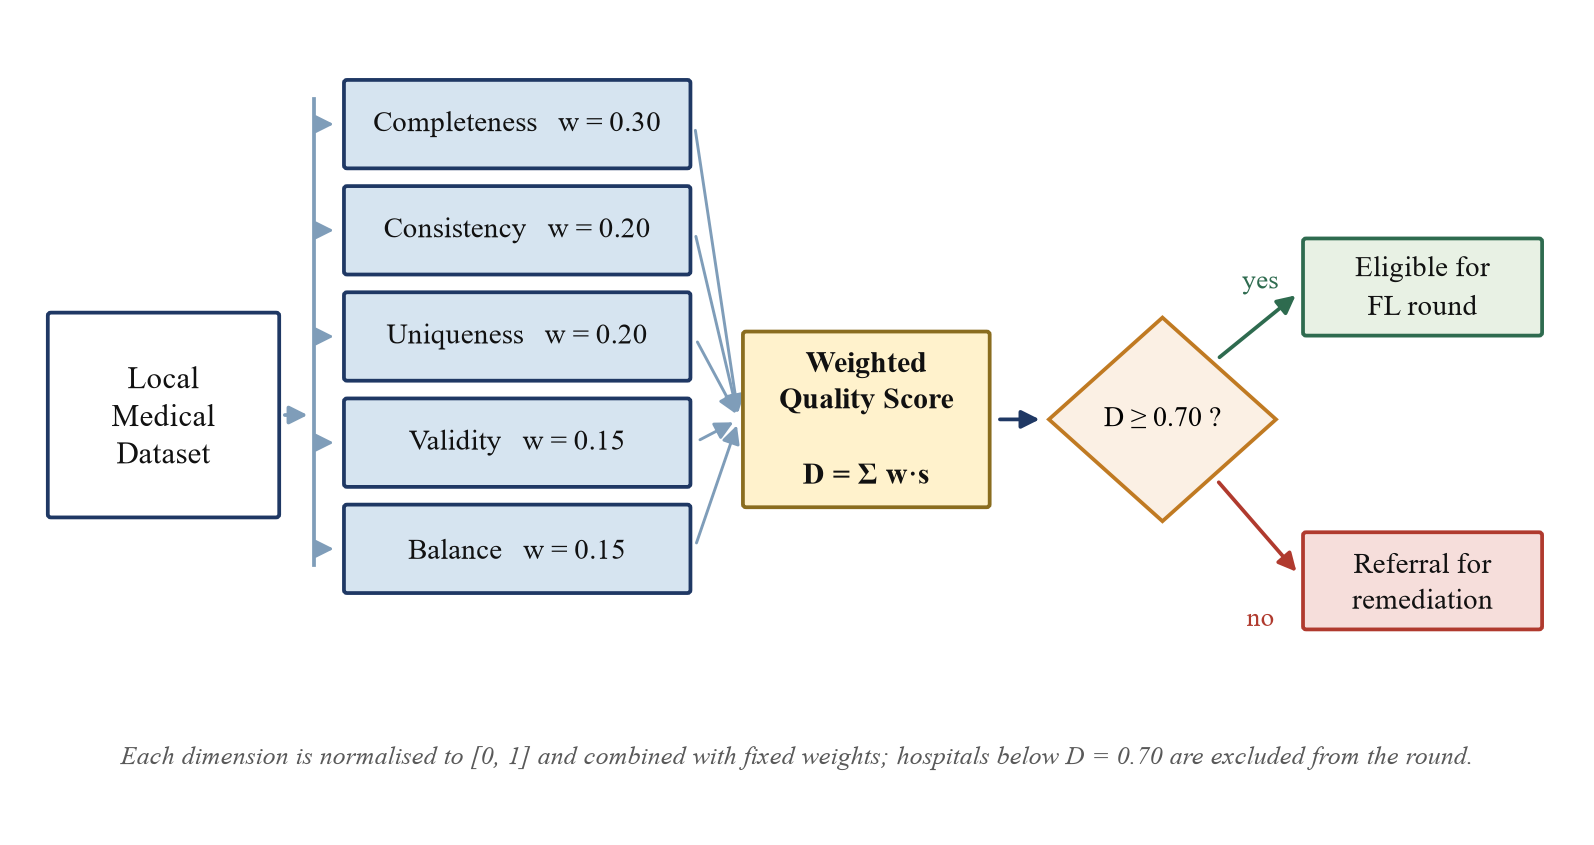 Local
Medical
Dataset
Completeness w = 0.30
Consistency w = 0.20
Uniqueness w = 0.20
Validity w = 0.15
Balance w = 0.15
Weighted
Quality Score
D = Σ w·s
D ≥ 0.70 ?
yes
Eligible for
FL round
no
Referral for
remediation
Each dimension is normalised to [0, 1] and combined with fixed weights; hospitals below D = 0.70 are excluded from the round.